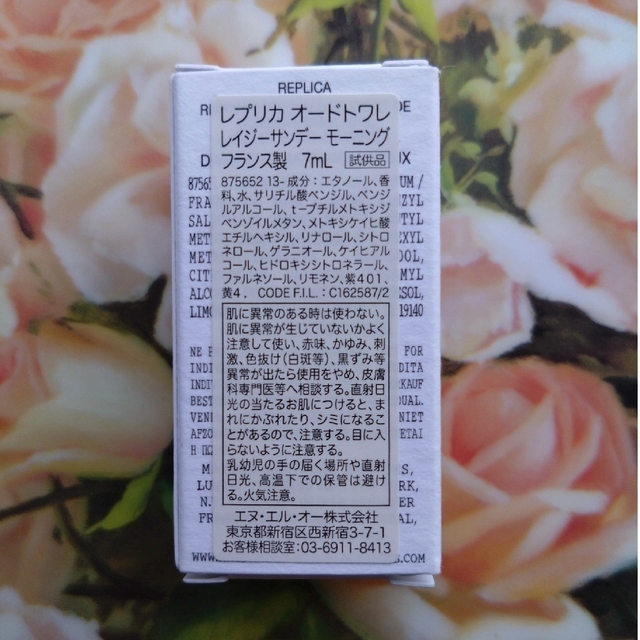 REPLICA
レプリカ オードトワレ
レイジーサンデー モーニング
フランス製 7mL 試供品
875652 13- 成分：エタノール、香
料、水、サリチル酸ベンジル、ベンジ
ルアルコール、t-ブチルメトキシジ
ベンゾイルメタン、メトキシケイヒ酸
エチルヘキシル、リナロール、シトロ
ネロール、ゲラニオール、ケイヒアル
コール、ヒドロキシシトロネラール、
ファルネソール、リモネン、紫401、
黄4． CODE F.I.L. : C162587/2
肌に異常のある時は使わない。
肌に異常が生じていないかよく
注意して使い、赤味、かゆみ、刺
激、色抜け(白斑等)、黒ずみ等
異常が出たら使用をやめ、皮膚
科専門医等へ相談する。直射日
光の当たるお肌につけると、ま
れにかぶれたり、シミになるこ
とがあるので、注意する。目に入
らないように注意する。
乳幼児の手の届く場所や直射
日光、高温下での保管は避け
る。火気注意。
エヌ・エル・オー株式会社
東京都新宿区西新宿3-7-1
お客様相談室：03-6911-8413